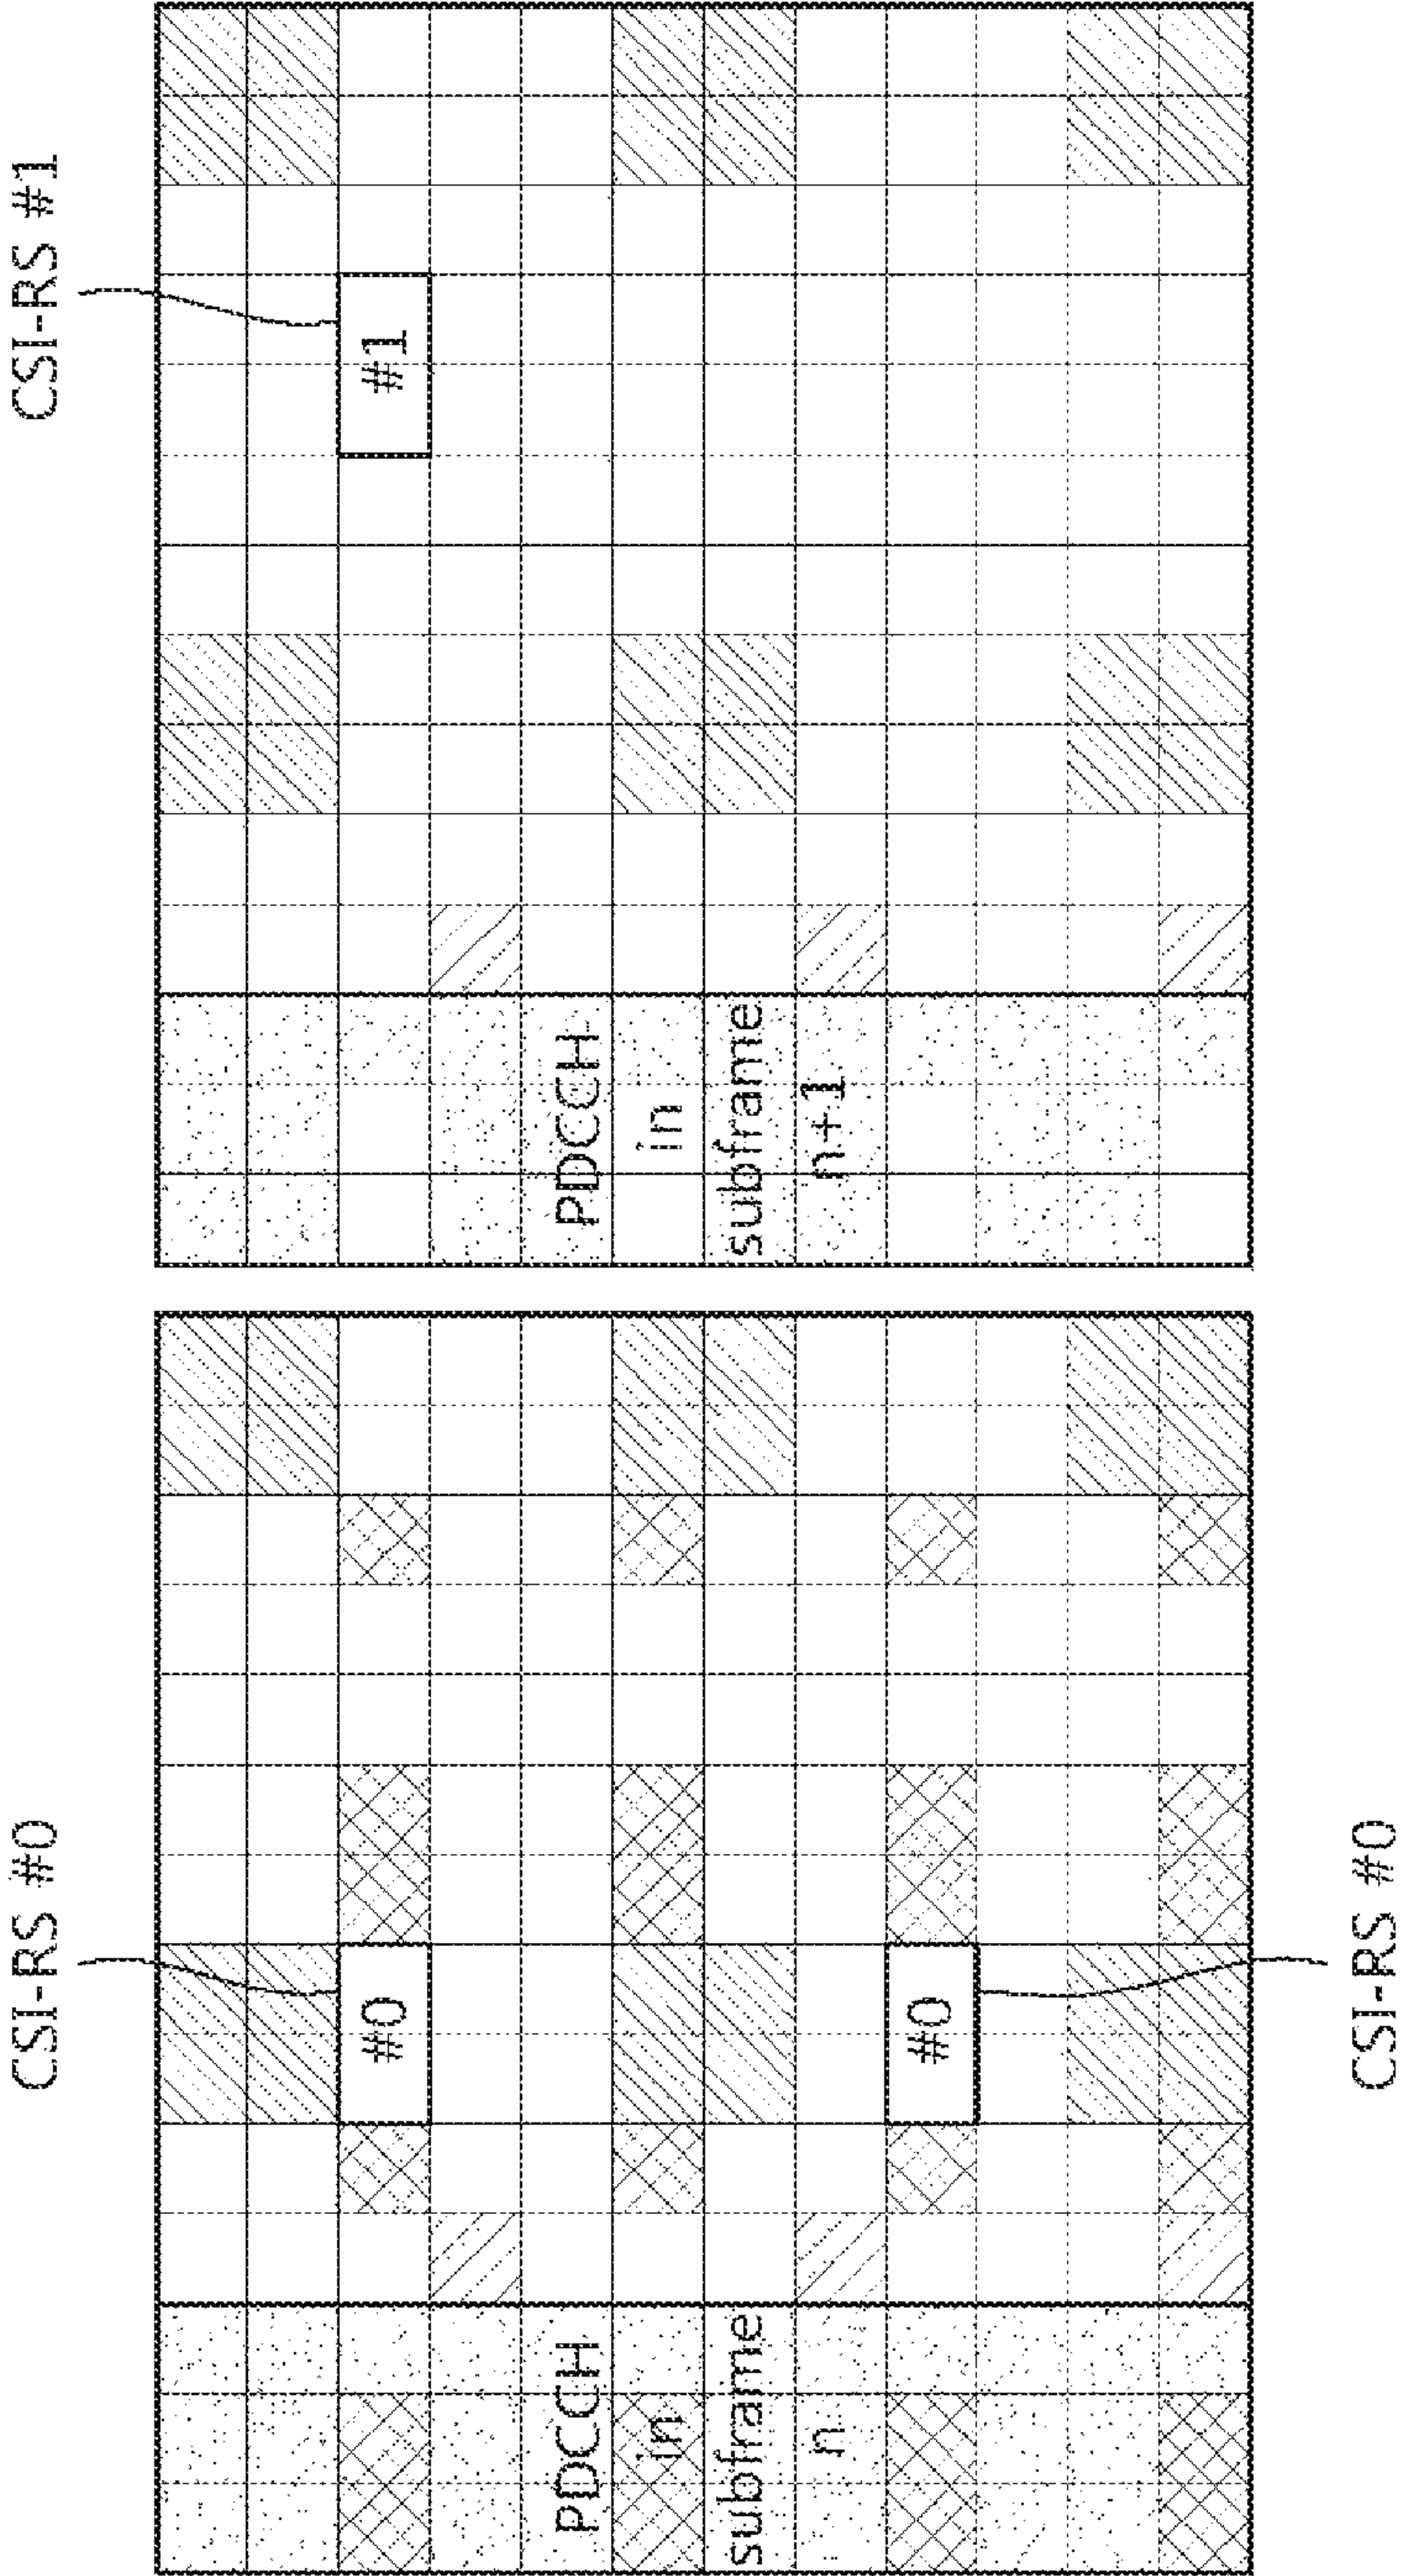 CSI-RS #0
CSI-RS #1
#0
#0
#1
PDCCH
in
subframe
n
PDCCH
in
subframe
n+1
CSI-RS #0